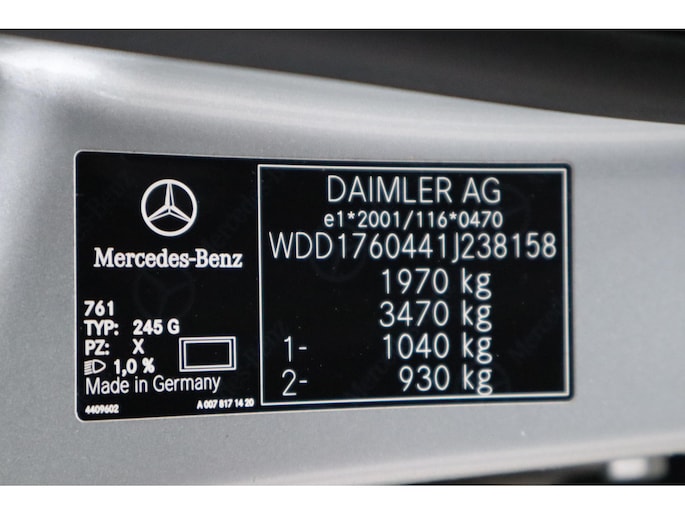 Mercedes-Benz
761
TYP: 245 G
PZ: X
1,0 %
Made in Germany
4409602
A 007 817 14 20
DAIMLER AG
e1*2001/116*0470
WDD1760441J238158
1970 kg
3470 kg
1- 1040 kg
2- 930 kg